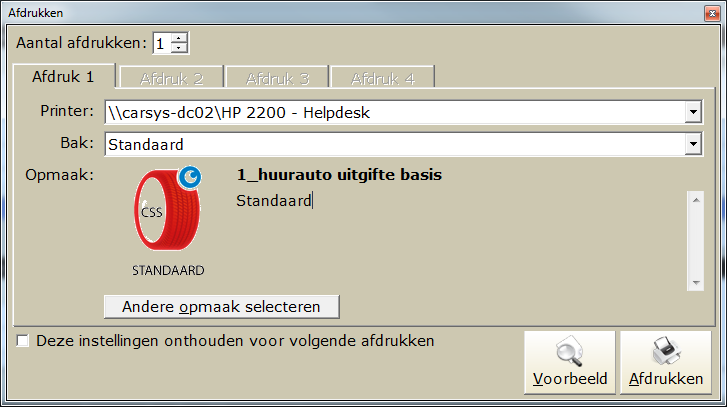 Afdrukken
Aantal afdrukken: 1
Afdruk 1 Afdruk 2 Afdruk 3 Afdruk 4
Printer: \\carsys-dc02\HP 2200 - Helpdesk
Bak: Standaard
Opmaak: 1_huurauto uitgifte basis
Standaard
CSS
STANDAARD
Andere opmaak selecteren
Deze instellingen onthouden voor volgende afdrukken
Voorbeeld Afdrukken